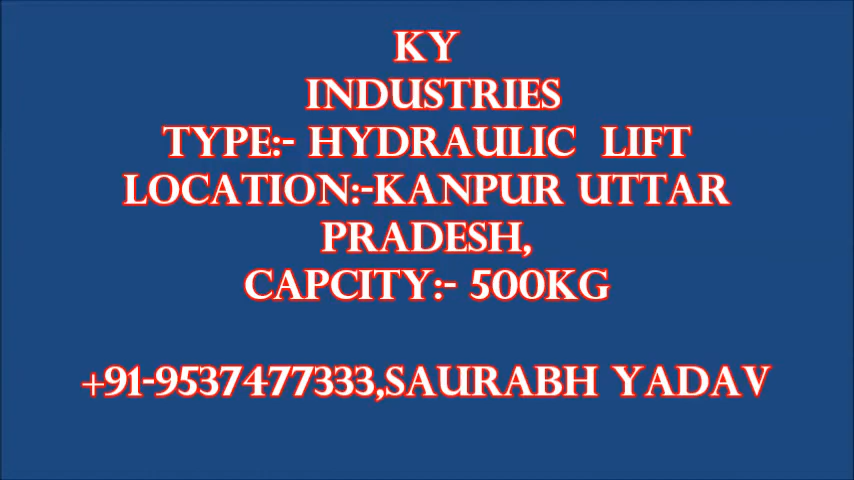 KY
INDUSTRIES
TYPE:- HYDRAULIC LIFT
LOCATION:-KANPUR UTTAR
PRADESH,
CAPCITY:- 500KG
+91-9537477333,SAURABH YADAV